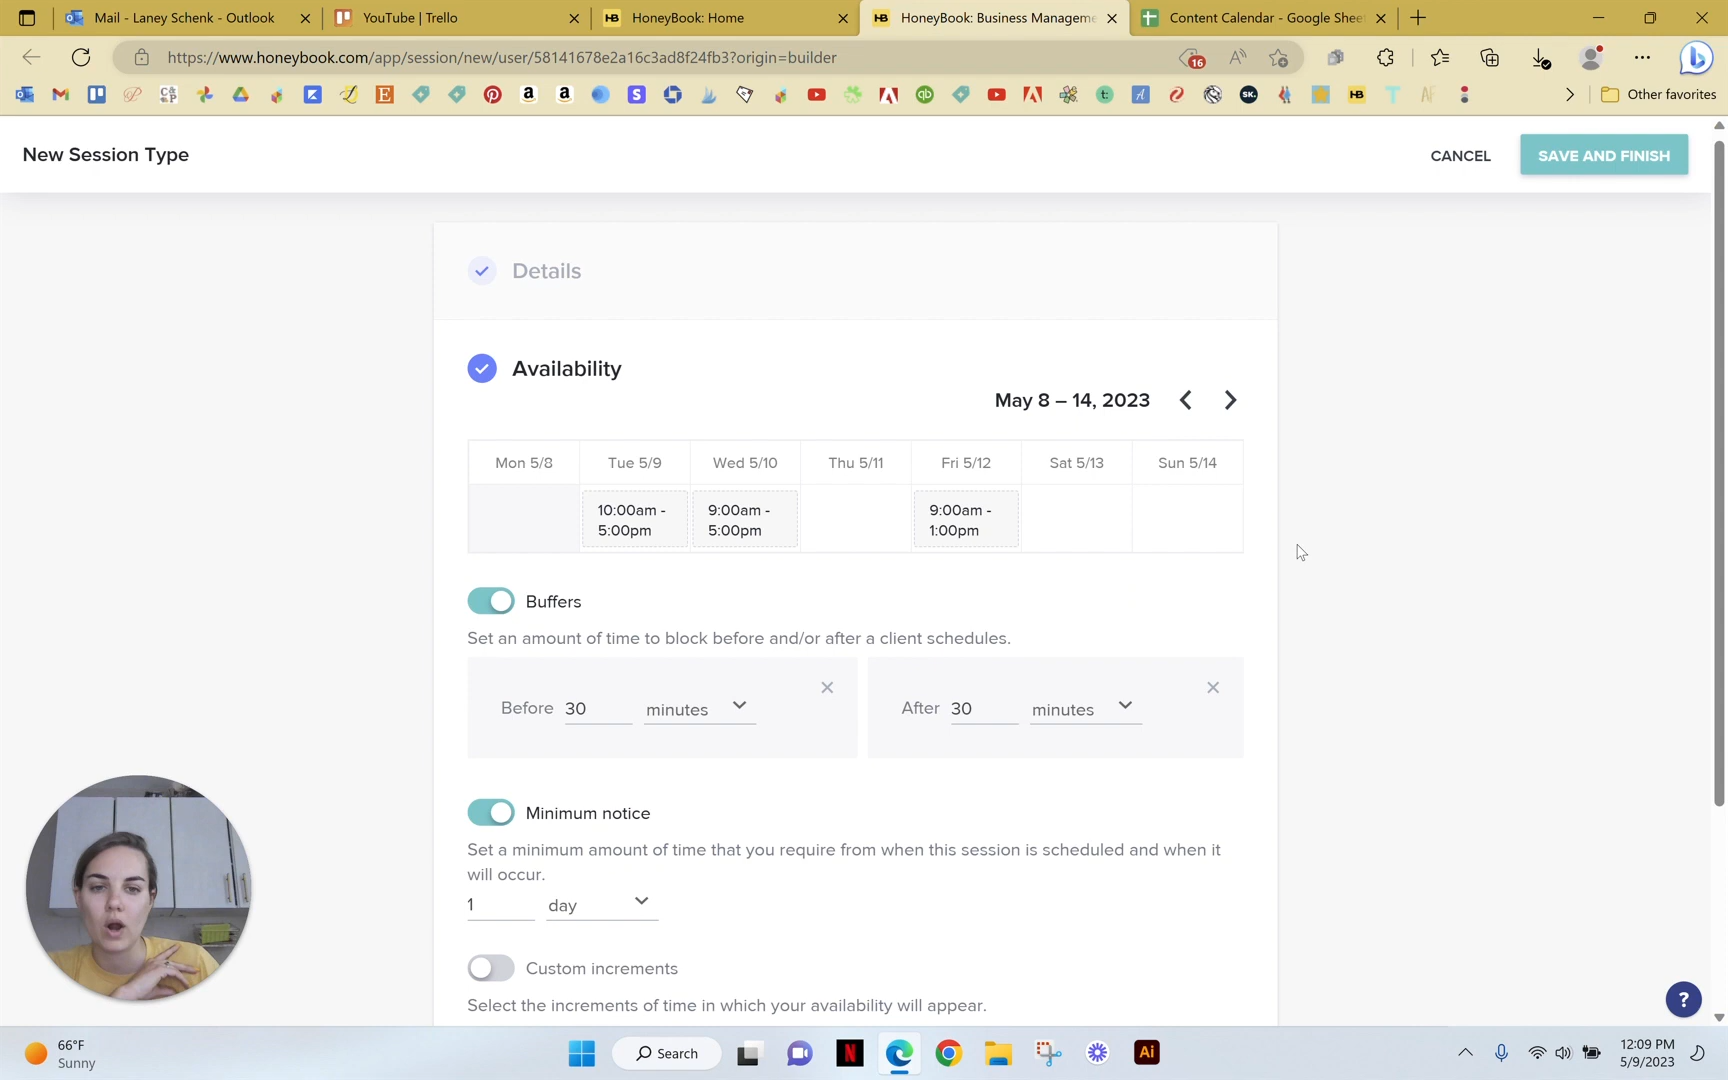 Mail - Laney Schenk - Outlook
YouTube | Trello
HoneyBook: Home
HoneyBook: Business Manageme
Content Calendar - Google Sheet
https://www.honeybook.com/app/session/new/user/58141678e2a16c3ad8f24fb3?origin=builder
16
Other favorites
New Session Type
CANCEL
SAVE AND FINISH
Details
Availability
May 8 – 14, 2023
Mon 5/8 Tue 5/9 Wed 5/10 Thu 5/11 Fri 5/12 Sat 5/13 Sun 5/14
10:00am - 9:00am - 9:00am -
5:00pm 5:00pm 1:00pm
Buffers
Set an amount of time to block before and/or after a client schedules.
Before 30 minutes
After 30 minutes
Minimum notice
Set a minimum amount of time that you require from when this session is scheduled and when it
will occur.
1 day
Custom increments
Select the increments of time in which your availability will appear.
?
66°F
Sunny
Search
Ai
12:09 PM
5/9/2023